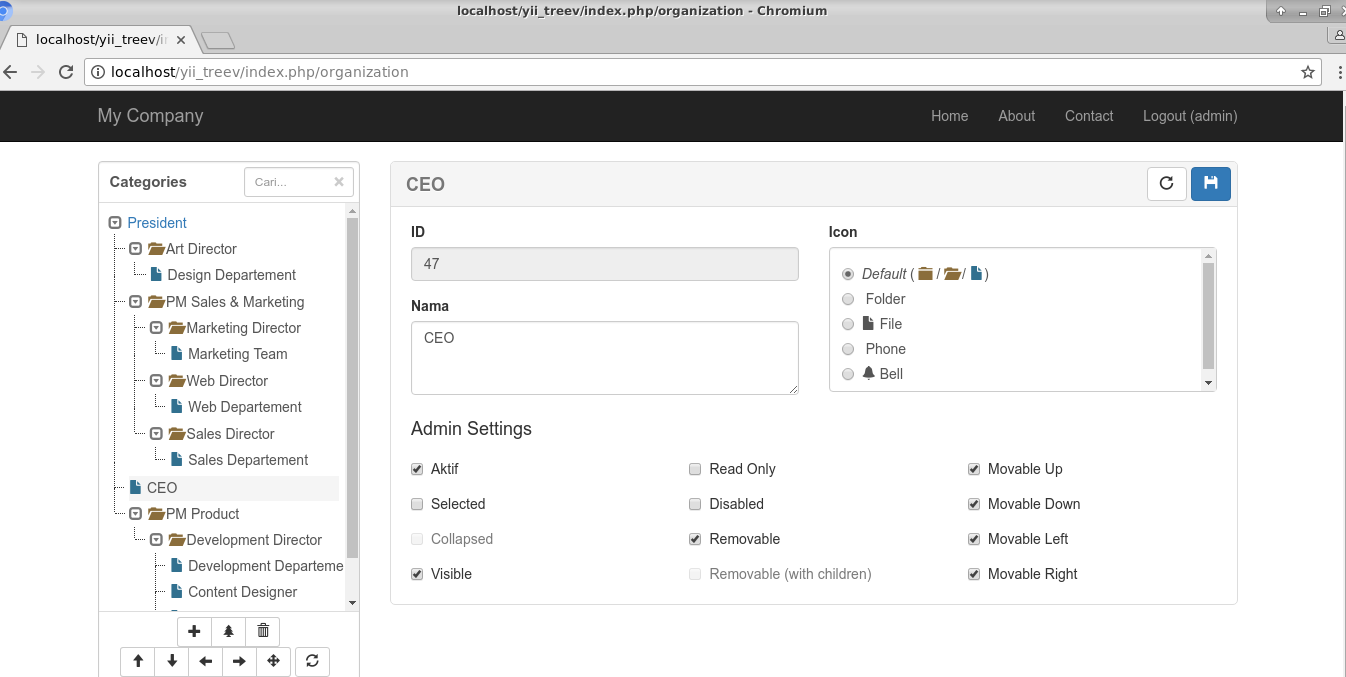 localhost/yii_treev/index.php/organization - Chromium
localhost/yii_treev/i
localhost/yii_treev/index.php/organization
My Company
Home About Contact Logout (admin)
Categories
Cari...
President
Art Director
Design Departement
PM Sales & Marketing
Marketing Director
Marketing Team
Web Director
Web Departement
Sales Director
Sales Departement
CEO
PM Product
Development Director
Development Departeme
Content Designer
CEO
ID
47
Nama
CEO
Icon
Default ( / / )
Folder
File
Phone
Bell
Admin Settings
Aktif Read Only Movable Up
Selected Disabled Movable Down
Collapsed Removable Movable Left
Visible Removable (with children) Movable Right